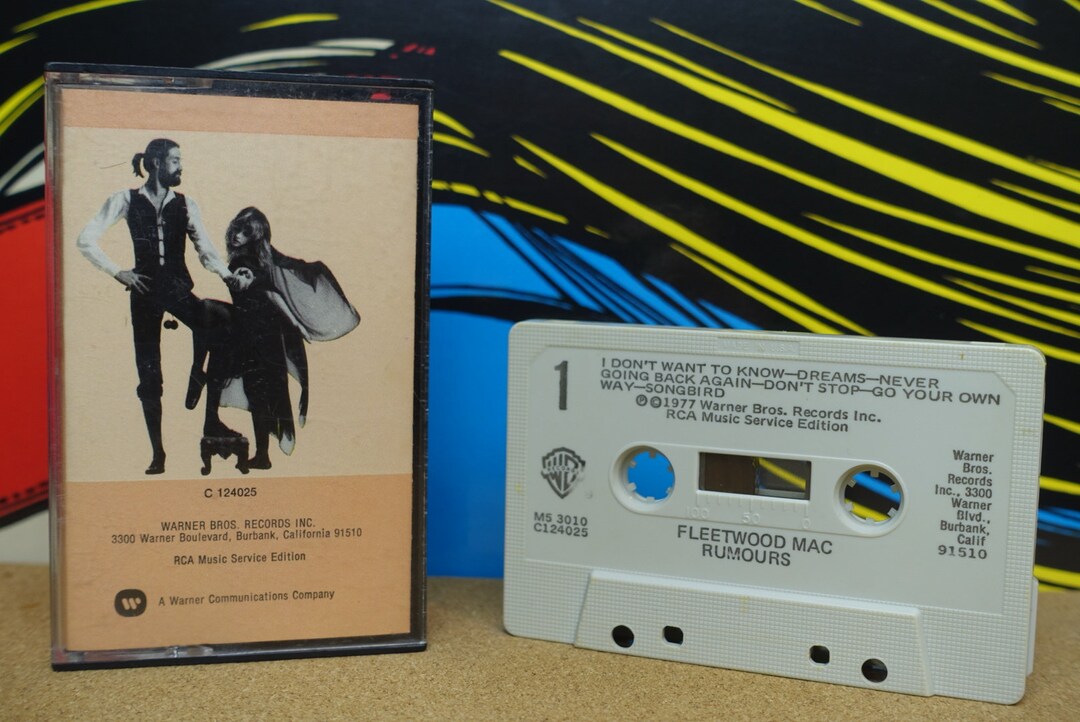 C 124025
WARNER BROS. RECORDS INC.
3300 Warner Boulevard, Burbank, California 91510
RCA Music Service Edition
A Warner Communications Company
1
I DON'T WANT TO KNOW—DREAMS—NEVER
GOING BACK AGAIN—DON'T STOP—GO YOUR OWN
WAY—SONGBIRD
℗©1977 Warner Bros. Records Inc.
RCA Music Service Edition
M5 3010
C124025
100 50 0
FLEETWOOD MAC
RUMOURS
Warner
Bros.
Records
Inc., 3300
Warner
Blvd.,
Burbank,
Calif
91510